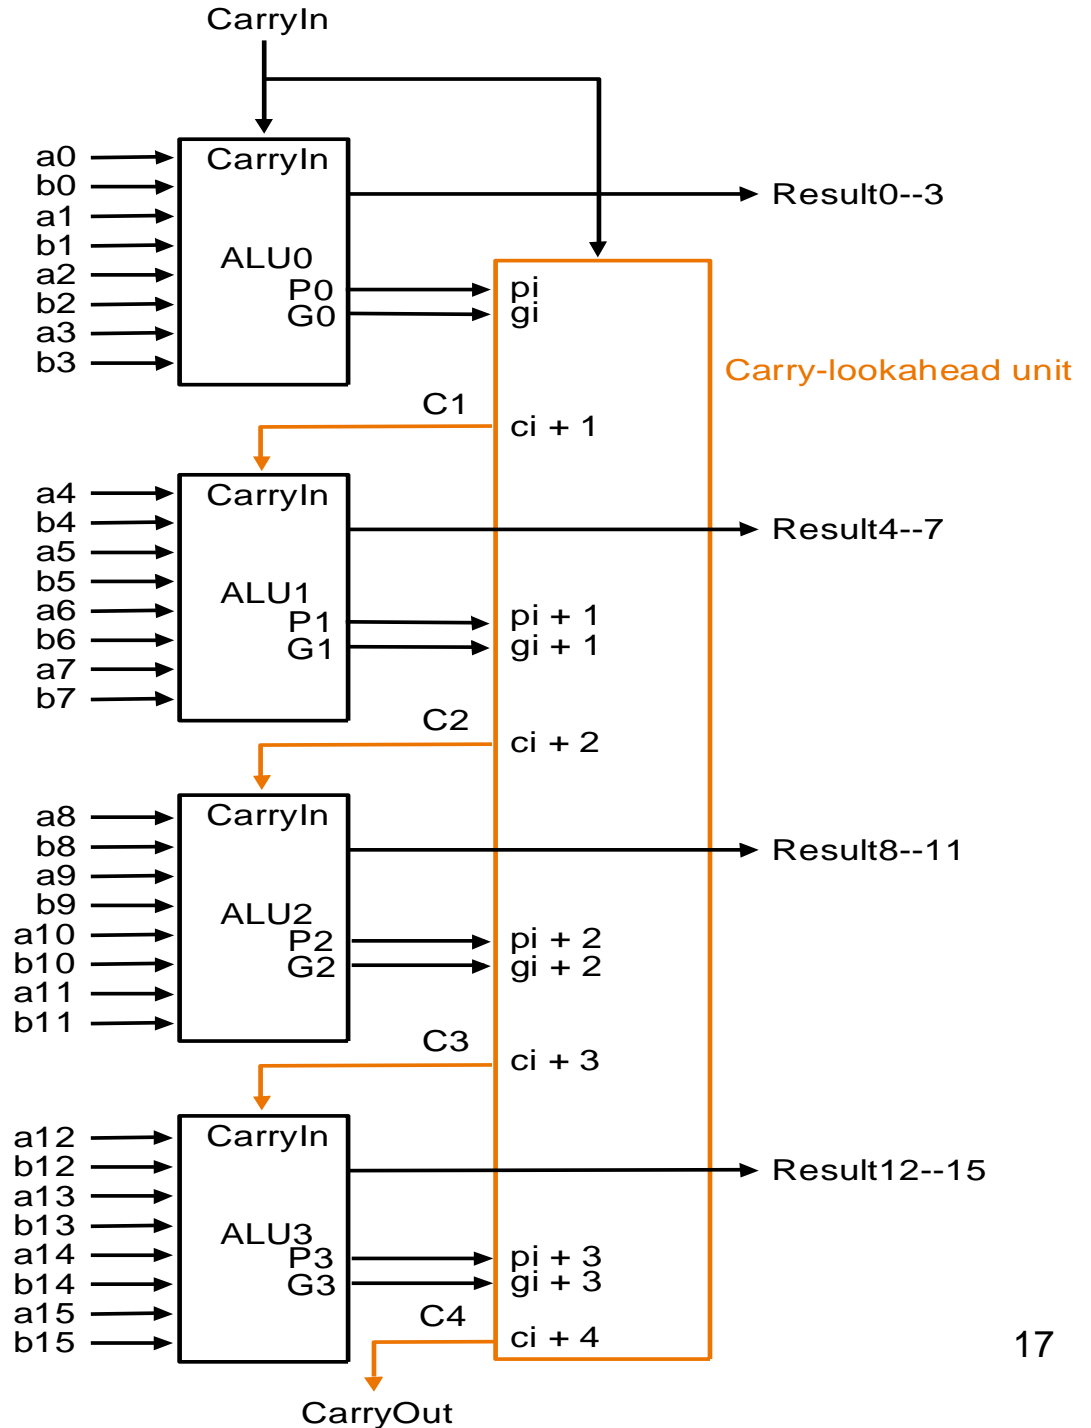 CarryIn
a0
b0
a1
b1
a2
b2
a3
b3
CarryIn
ALU0
P0
G0
pi
gi
Result0--3
Carry-lookahead unit
C1
ci + 1
a4
b4
a5
b5
a6
b6
a7
b7
CarryIn
ALU1
P1
G1
pi + 1
gi + 1
Result4--7
C2
ci + 2
a8
b8
a9
b9
a10
b10
a11
b11
CarryIn
ALU2
P2
G2
pi + 2
gi + 2
Result8--11
C3
ci + 3
a12
b12
a13
b13
a14
b14
a15
b15
CarryIn
ALU3
P3
G3
pi + 3
gi + 3
Result12--15
C4
ci + 4
CarryOut
17